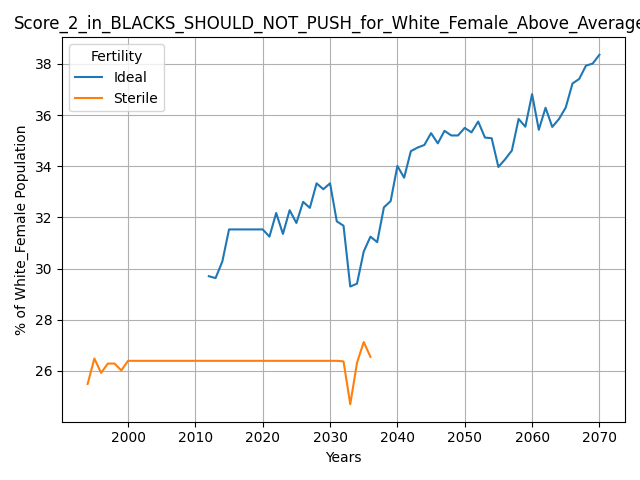 Score_2_in_BLACKS_SHOULD_NOT_PUSH_for_White_Female_Above_Average
Fertility
Ideal
Sterile
38
36
34
32
30
28
26
% of White_Female Population
2000
2010
2020
2030
2040
2050
2060
2070
Years